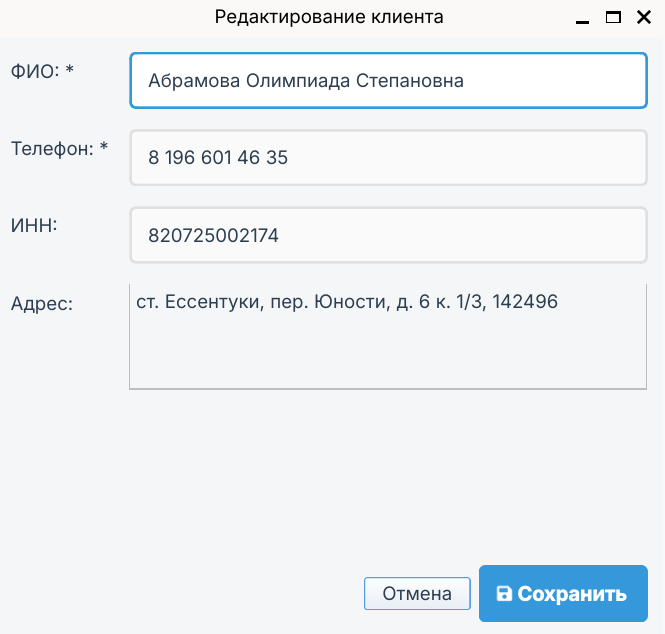 Редактирование клиента
ФИО: * Абрамова Олимпиада Степановна
Телефон: * 8 196 601 46 35
ИНН: 820725002174
Адрес: ст. Ессентуки, пер. Юности, д. 6 к. 1/3, 142496
Отмена Сохранить